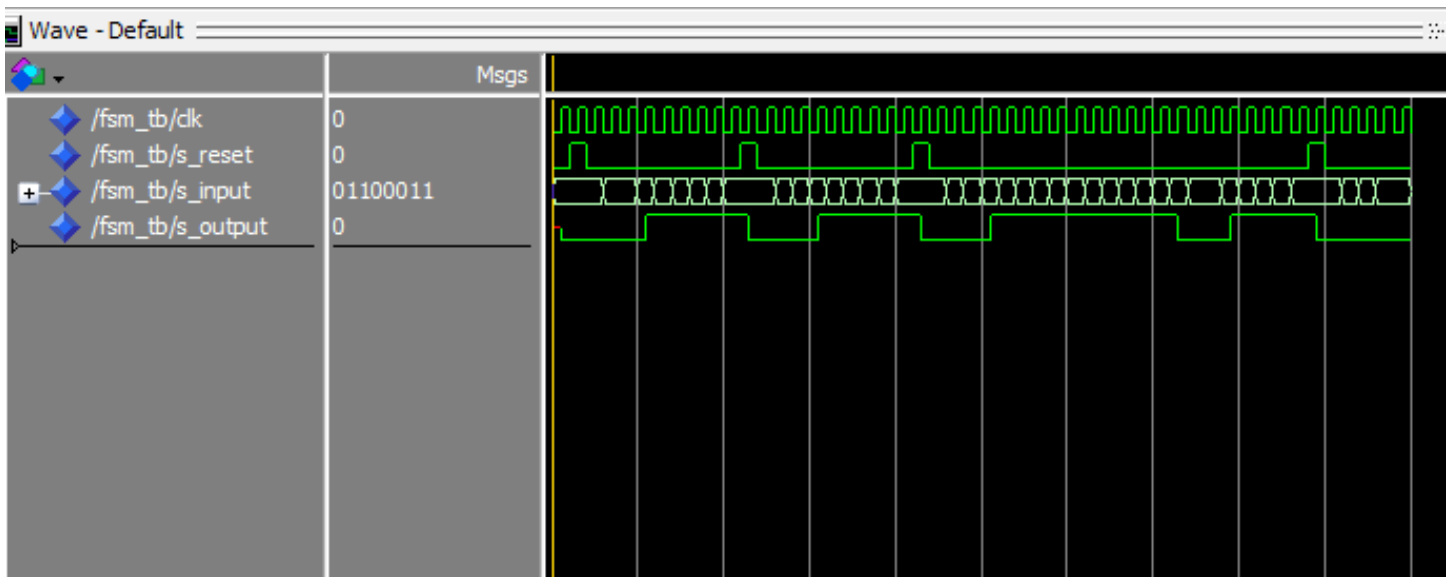 Wave - Default
Msgs
/fsm_tb/clk 0
/fsm_tb/s_reset 0
/fsm_tb/s_input 01100011
/fsm_tb/s_output 0